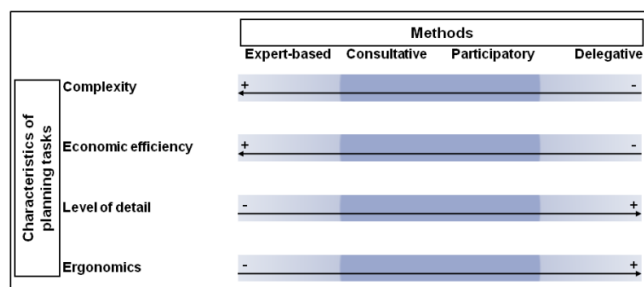 Methods
Expert-based Consultative Participatory Delegative
Characteristics of
planning tasks
Complexity
+ -
Economic efficiency
+ -
Level of detail
- +
Ergonomics
- +